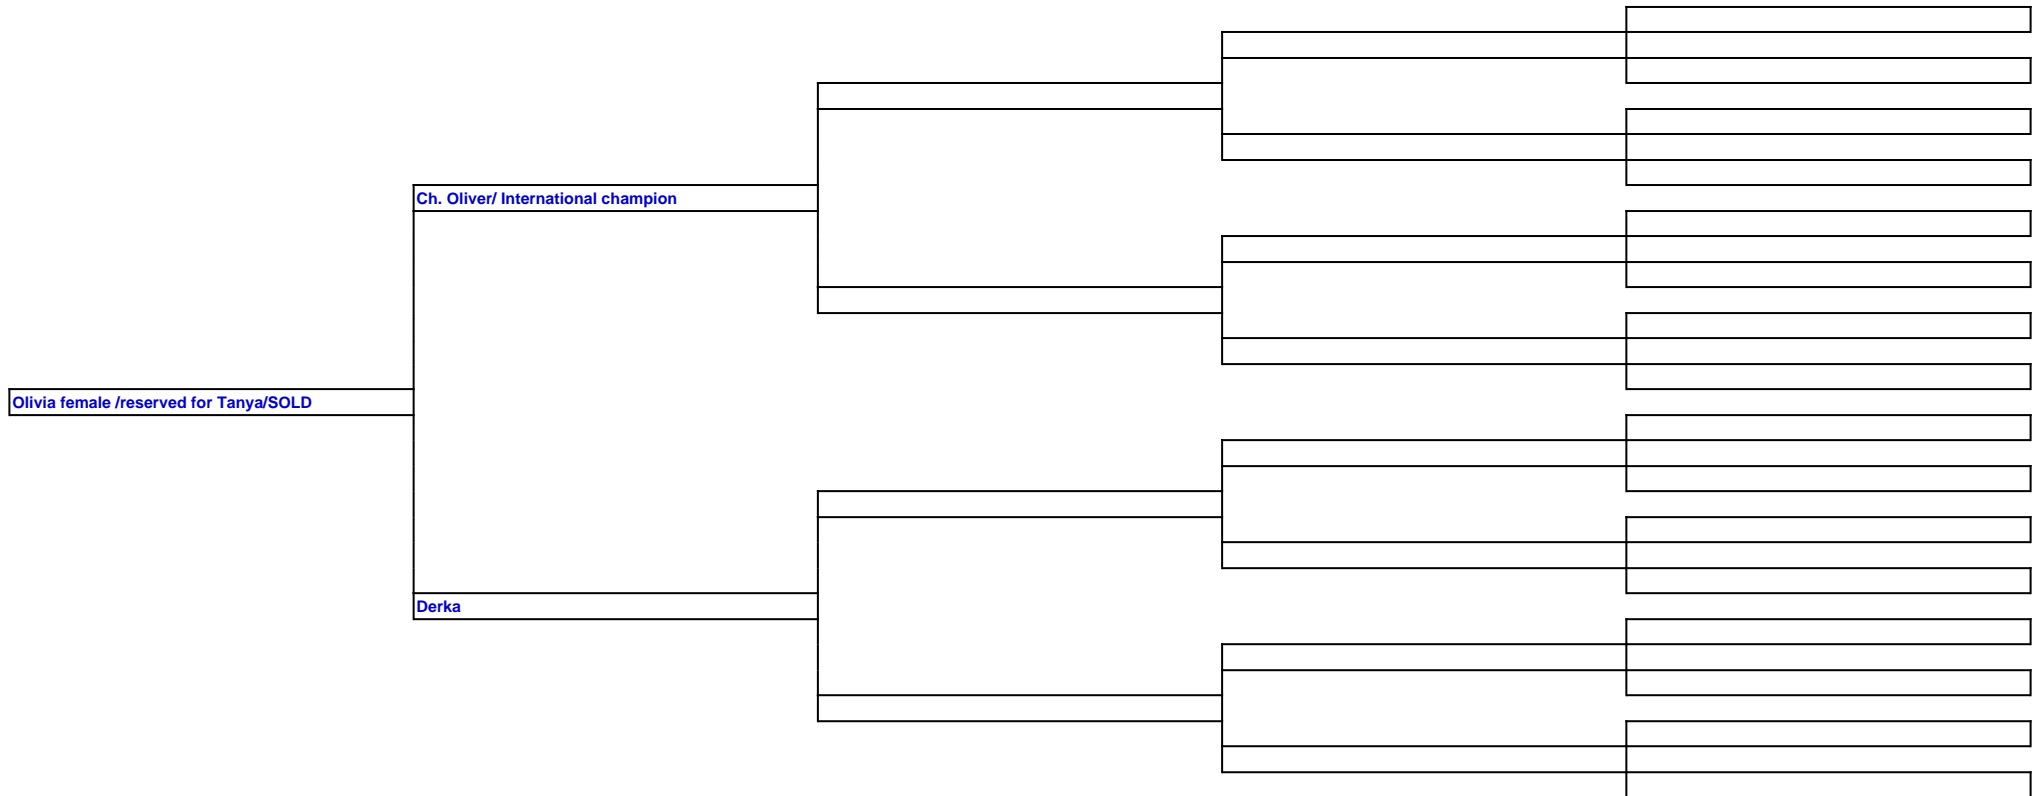 Ch. Oliver/ International champion
Olivia female /reserved for Tanya/SOLD
Derka